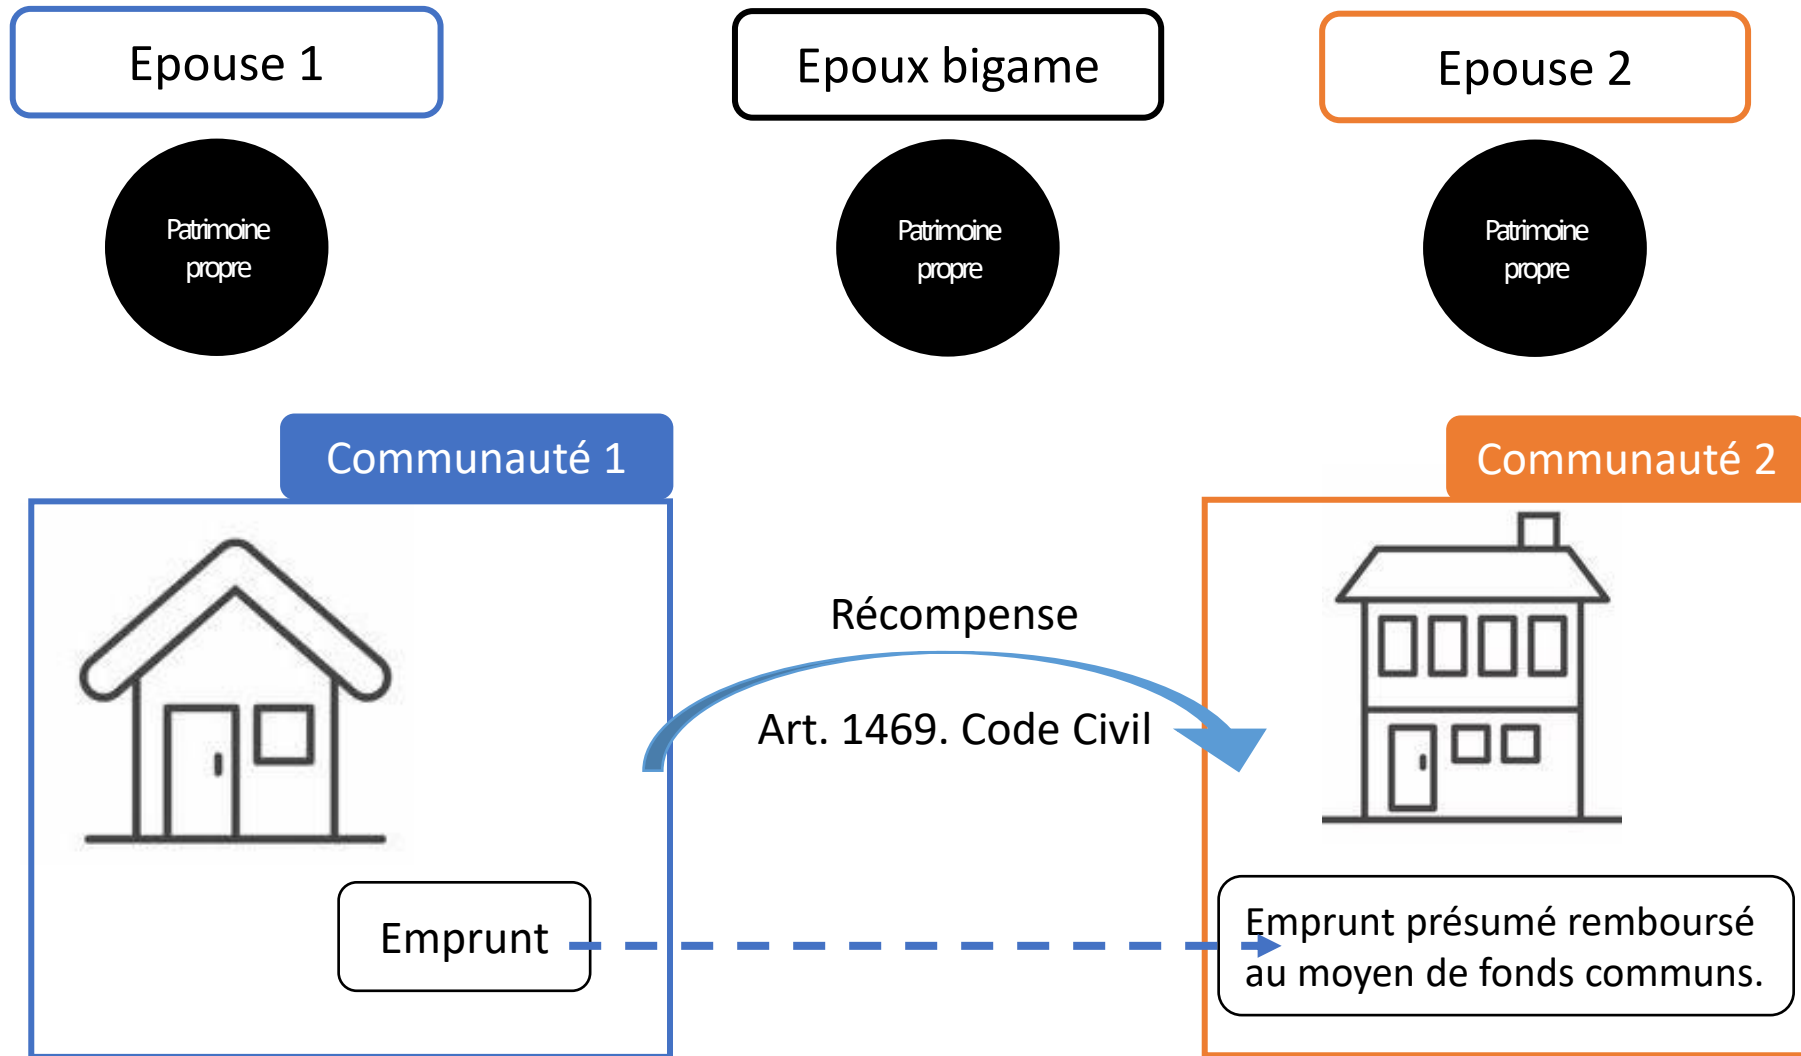 Epouse 1
Epoux bigame
Epouse 2
Patrimoine
propre
Patrimoine
propre
Patrimoine
propre
Communauté 1
Communauté 2
Récompense
Art. 1469. Code Civil
Emprunt
Emprunt présumé remboursé
au moyen de fonds communs.